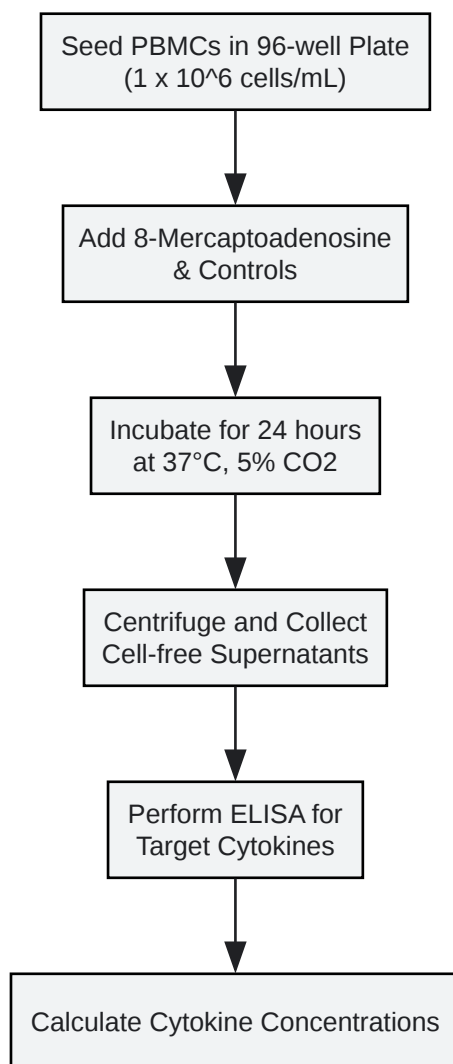 Seed PBMCs in 96-well Plate
(1 x 10^6 cells/mL)
Add 8-Mercaptoadenosine
& Controls
Incubate for 24 hours
at 37°C, 5% CO2
Centrifuge and Collect
Cell-free Supernatants
Perform ELISA for
Target Cytokines
Calculate Cytokine Concentrations